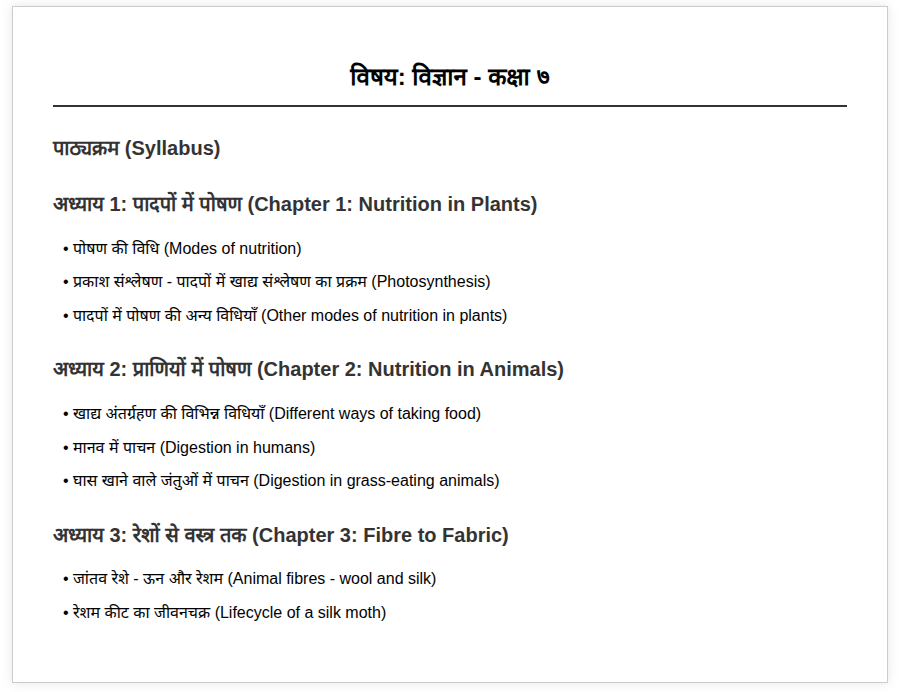 विषय: विज्ञान - कक्षा ७
पाठ्यक्रम (Syllabus)
अध्याय 1: पादपों में पोषण (Chapter 1: Nutrition in Plants)
• पोषण की विधि (Modes of nutrition)
• प्रकाश संश्लेषण - पादपों में खाद्य संश्लेषण का प्रक्रम (Photosynthesis)
• पादपों में पोषण की अन्य विधियाँ (Other modes of nutrition in plants)
अध्याय 2: प्राणियों में पोषण (Chapter 2: Nutrition in Animals)
• खाद्य अंतर्ग्रहण की विभिन्न विधियाँ (Different ways of taking food)
• मानव में पाचन (Digestion in humans)
• घास खाने वाले जंतुओं में पाचन (Digestion in grass-eating animals)
अध्याय 3: रेशों से वस्त्र तक (Chapter 3: Fibre to Fabric)
• जांतव रेशे - ऊन और रेशम (Animal fibres - wool and silk)
• रेशम कीट का जीवनचक्र (Lifecycle of a silk moth)